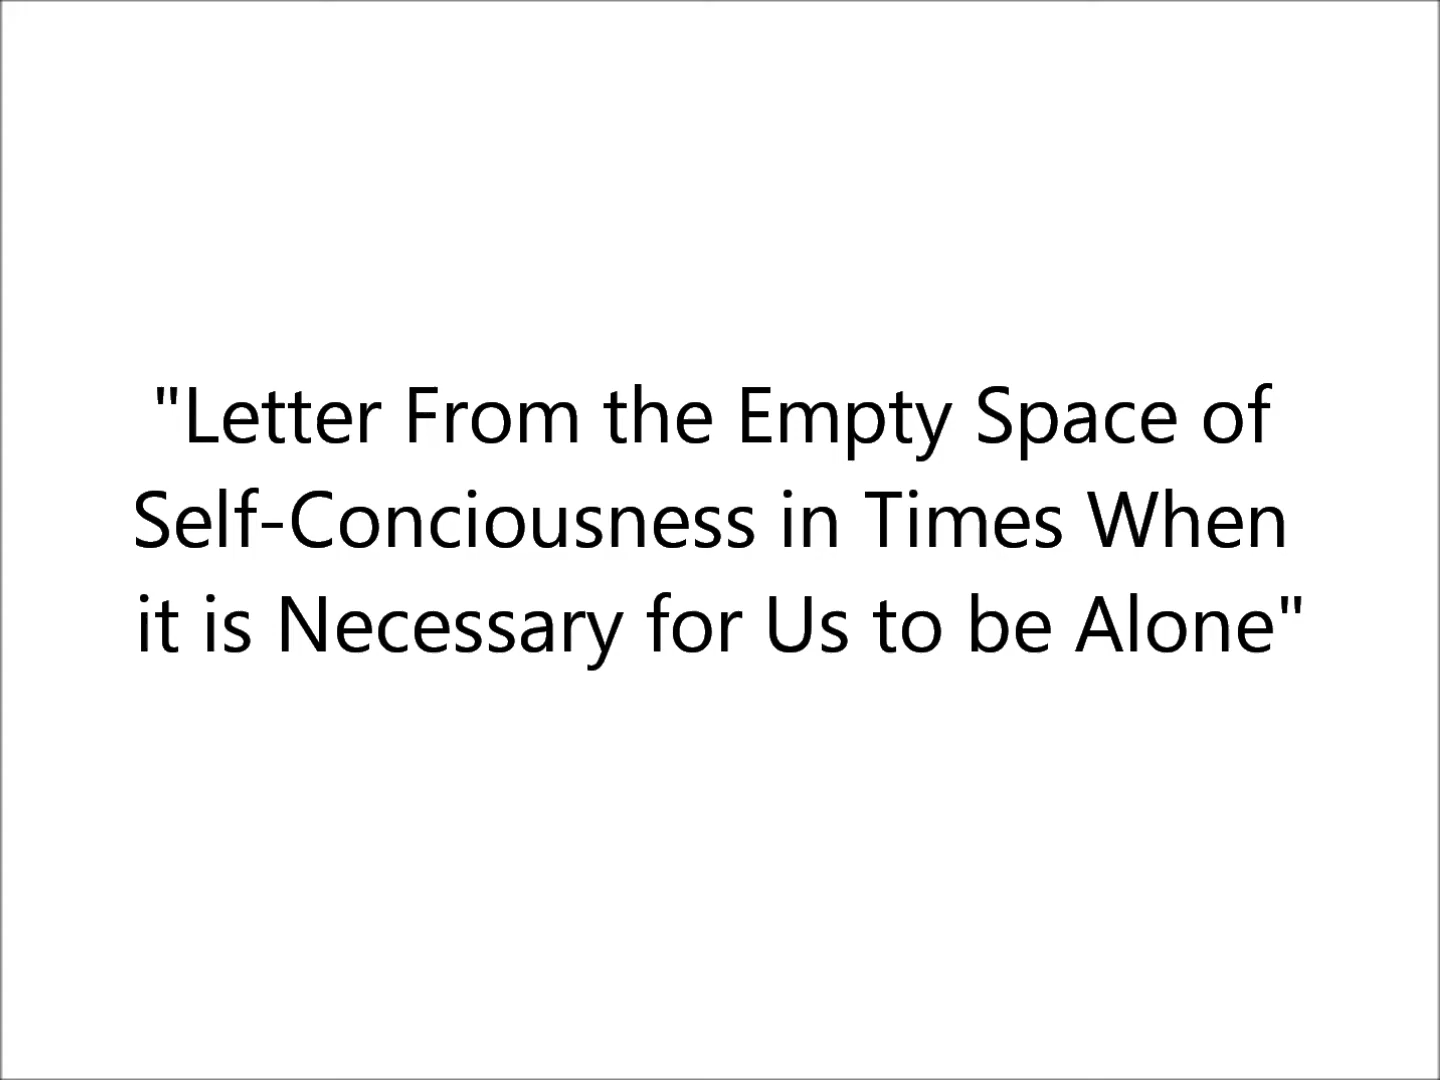 "Letter From the Empty Space of
Self-Conciousness in Times When
it is Necessary for Us to be Alone"